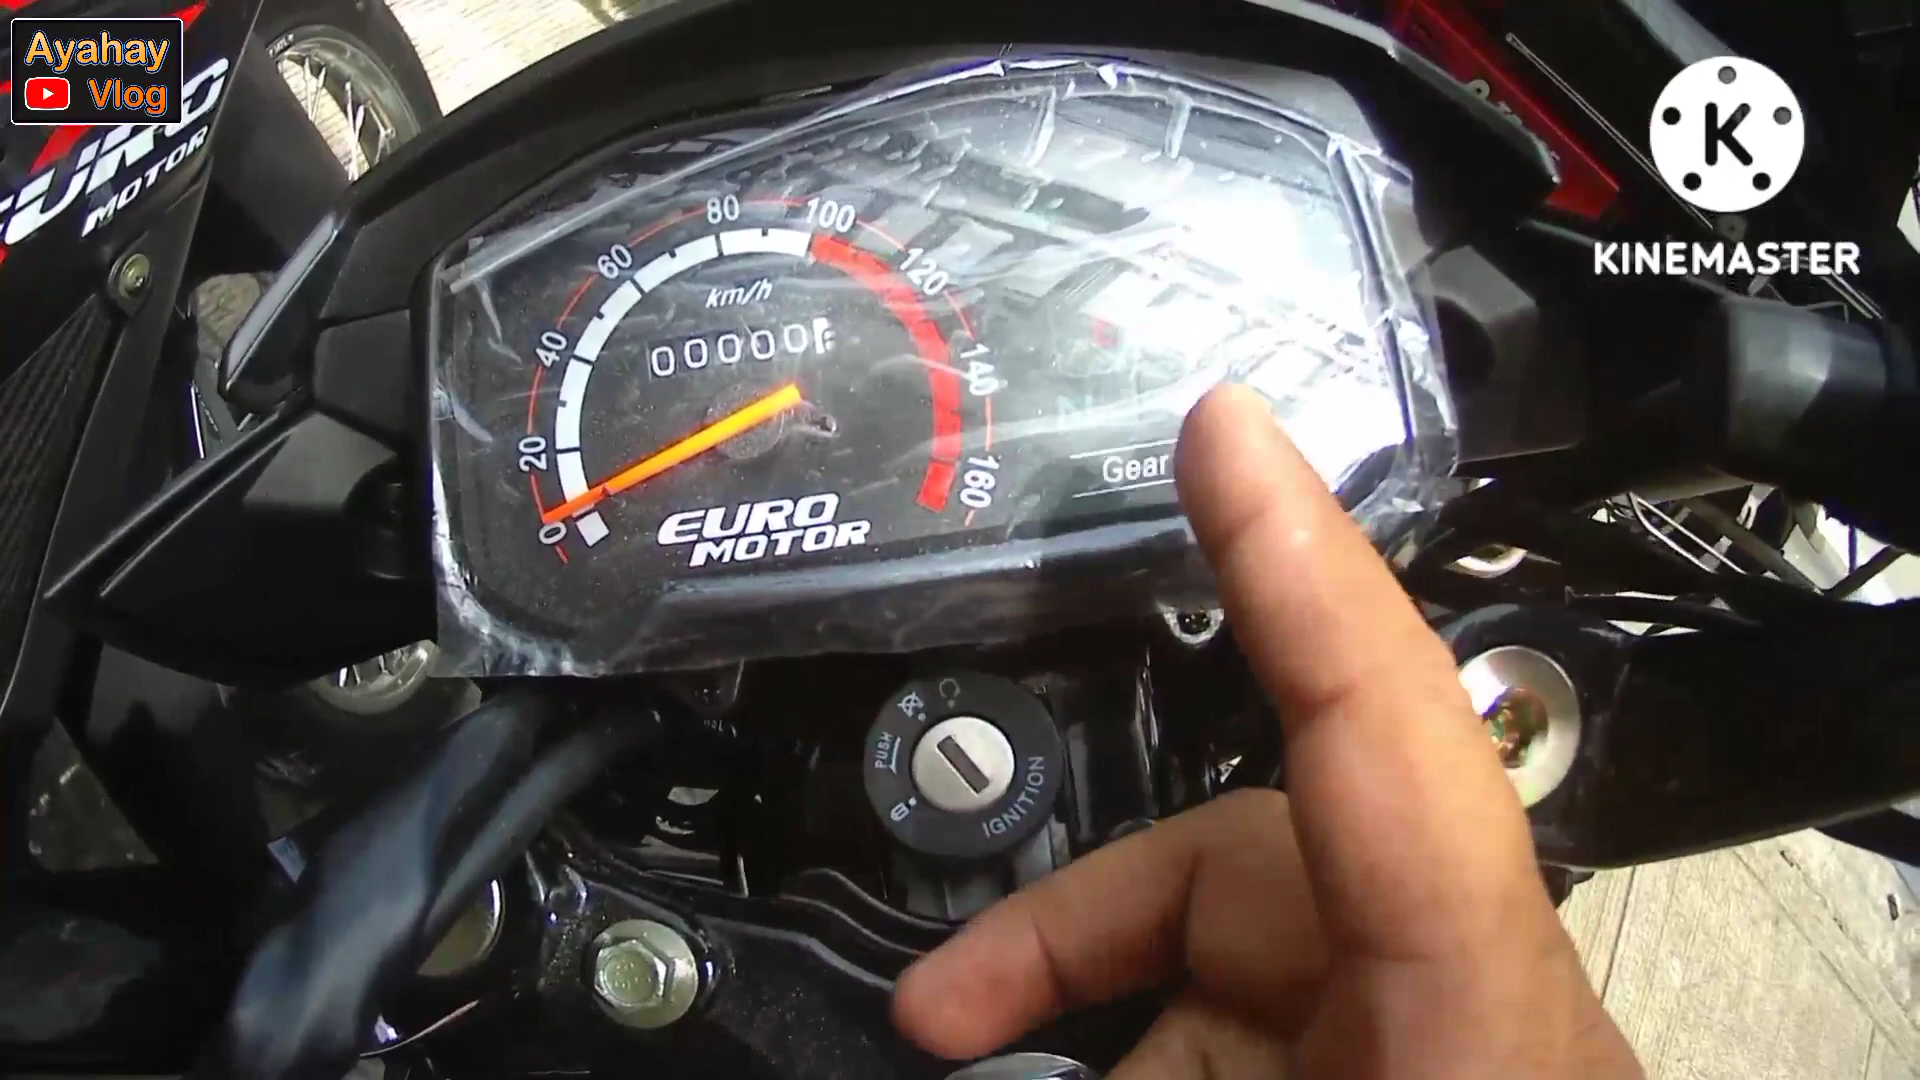 Ayahay
Vlog
EURO
MOTOR
K
KINEMASTER
0
20
40
60
80
100
120
140
160
km/h
00000
EURO
MOTOR
N
Gear
PUSH
IGNITION